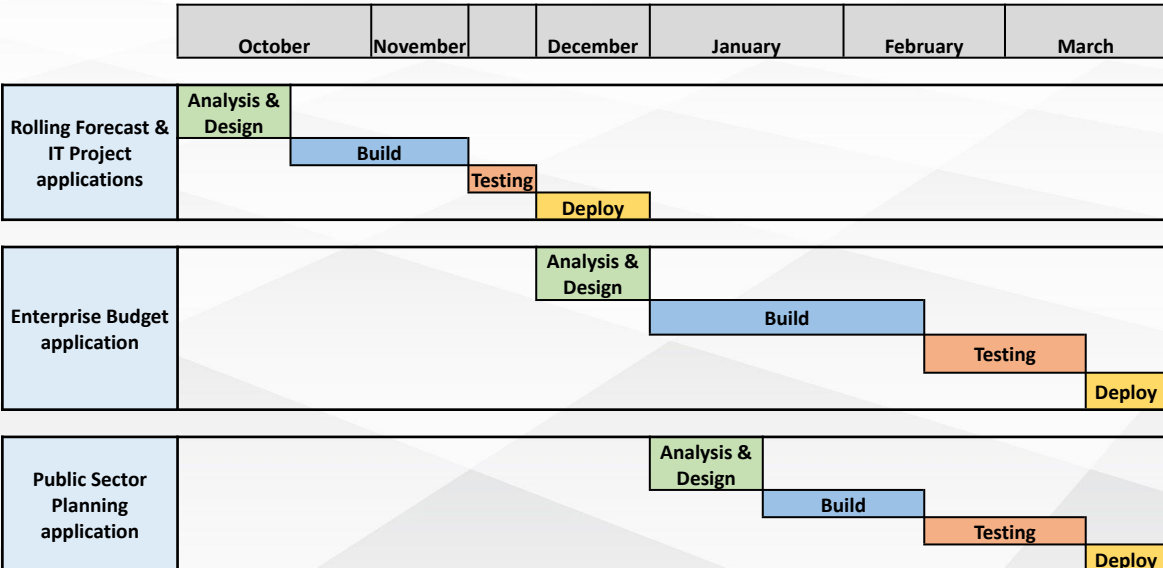 October November December January February March
Analysis &
Design
Rolling Forecast &
IT Project
applications
Build
Testing
Deploy
Analysis &
Design
Enterprise Budget
application
Build
Testing
Deploy
Analysis &
Design
Public Sector
Planning
application
Build
Testing
Deploy